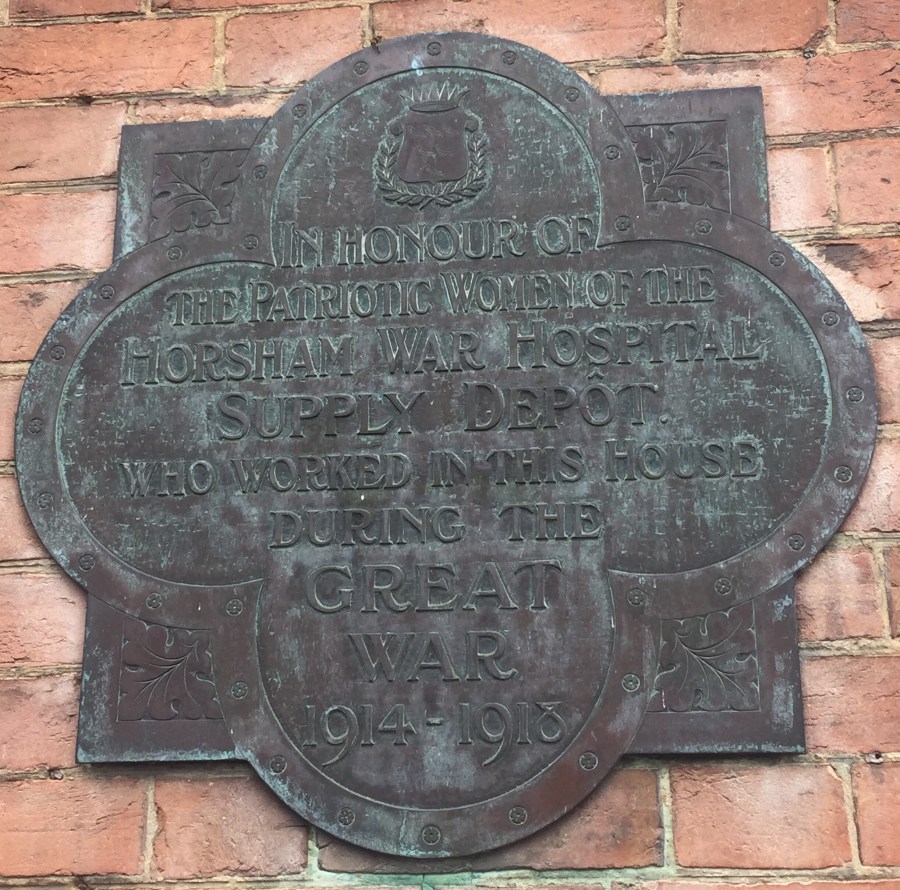 IN HONOUR OF
THE PATRIOTIC WOMEN OF THE
HORSHAM WAR HOSPITAL
SUPPLY DEPÔT.
WHO WORKED IN THIS HOUSE
DURING THE
GREAT
WAR
1914-1918